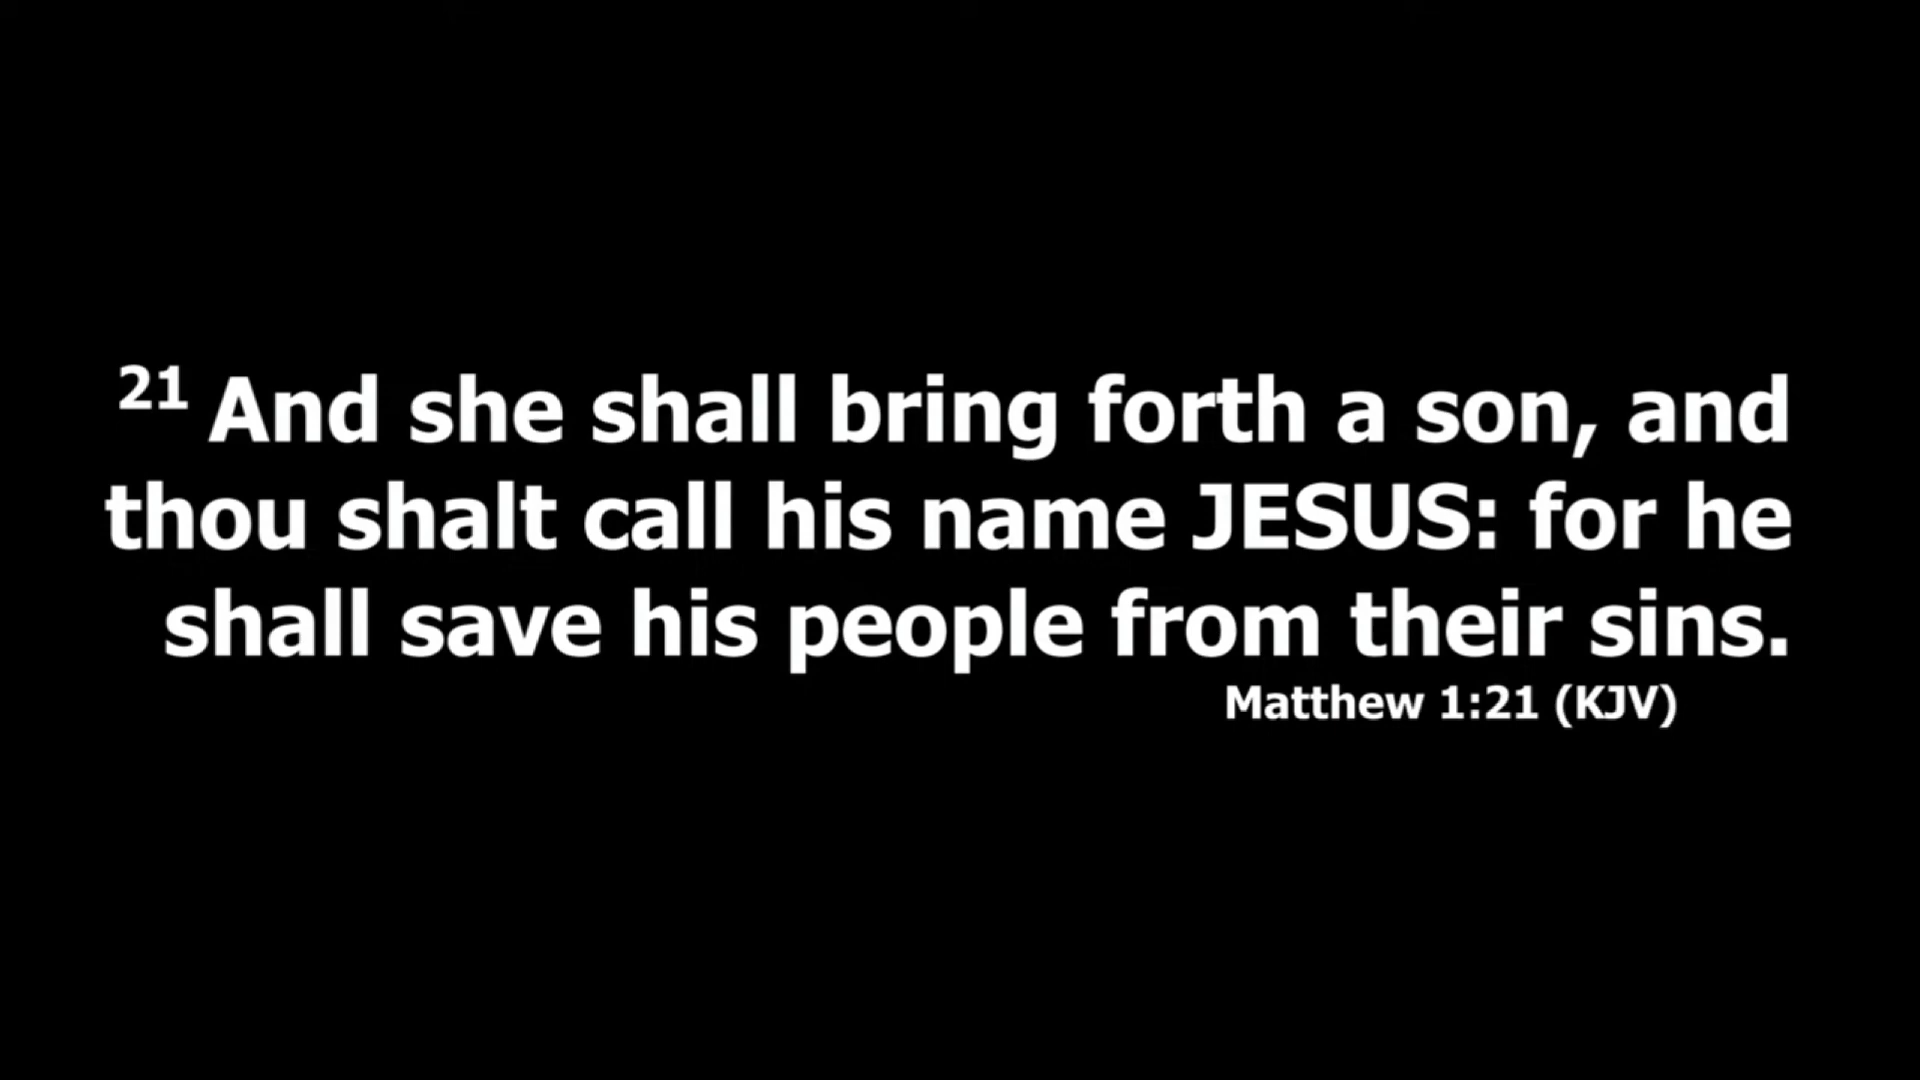 21 And she shall bring forth a son, and
thou shalt call his name JESUS: for he
shall save his people from their sins.
Matthew 1:21 (KJV)